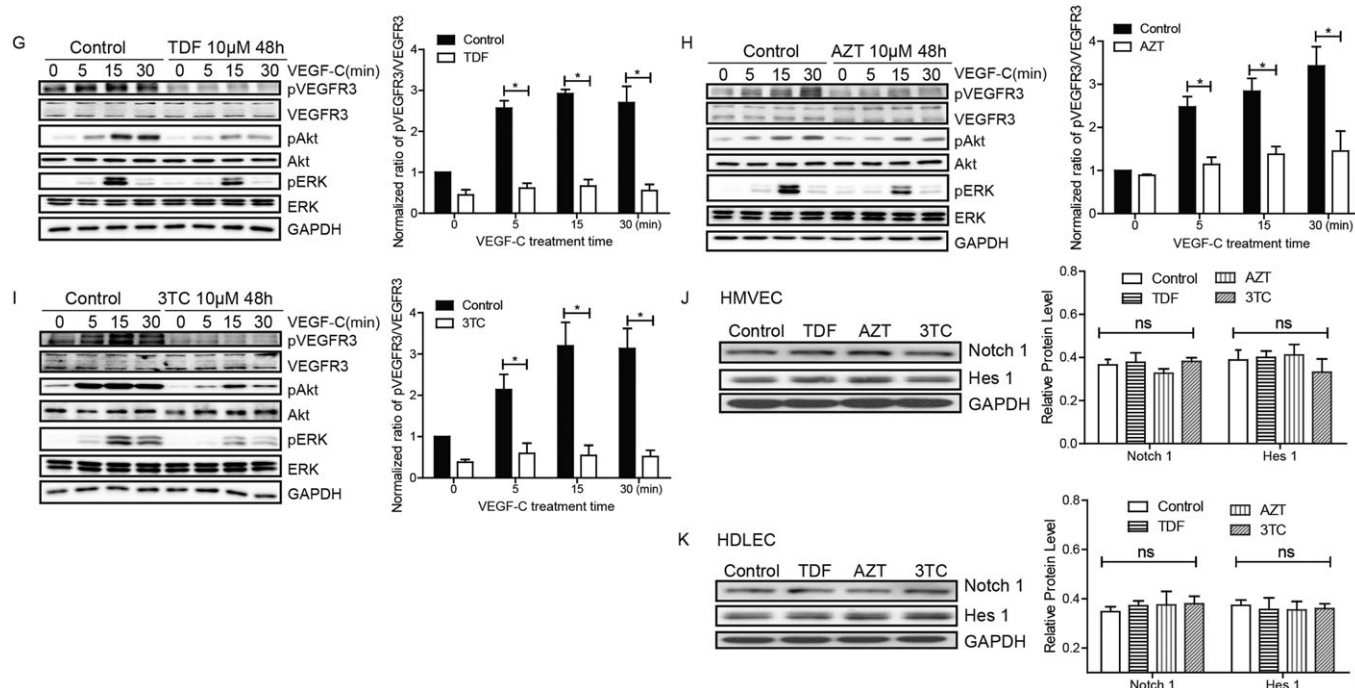 G
Control TDF 10μM 48h
0 5 15 30 0 5 15 30 VEGF-C(min)
pVEGFR3
VEGFR3
pAkt
Akt
pERK
ERK
GAPDH
Normalized ratio of pVEGFR3/VEGFR3
4
3
2
1
0
Control
TDF
* * *
0 5 15 30 (min)
VEGF-C treatment time
H
Control AZT 10μM 48h
0 5 15 30 0 5 15 30 VEGF-C(min)
pVEGFR3
VEGFR3
pAkt
Akt
pERK
ERK
GAPDH
Normalized ratio of pVEGFR3/VEGFR3
5
4
3
2
1
0
Control
AZT
* * *
0 5 15 30 (min)
VEGF-C treatment time
I
Control 3TC 10μM 48h
0 5 15 30 0 5 15 30 VEGF-C(min)
pVEGFR3
VEGFR3
pAkt
Akt
pERK
ERK
GAPDH
Normalized ratio of pVEGFR3/VEGFR3
5
4
3
2
1
0
Control
3TC
* * *
0 5 15 30 (min)
VEGF-C treatment time
J HMVEC
Control TDF AZT 3TC
Notch 1
Hes 1
GAPDH
Relative Protein Level
0.8
0.6
0.4
0.2
0.0
Control AZT
TDF 3TC
ns ns
Notch 1 Hes 1
K HDLEC
Control TDF AZT 3TC
Notch 1
Hes 1
GAPDH
Relative Protein Level
0.8
0.6
0.4
0.2
Control AZT
TDF 3TC
ns ns
Notch 1 Hes 1